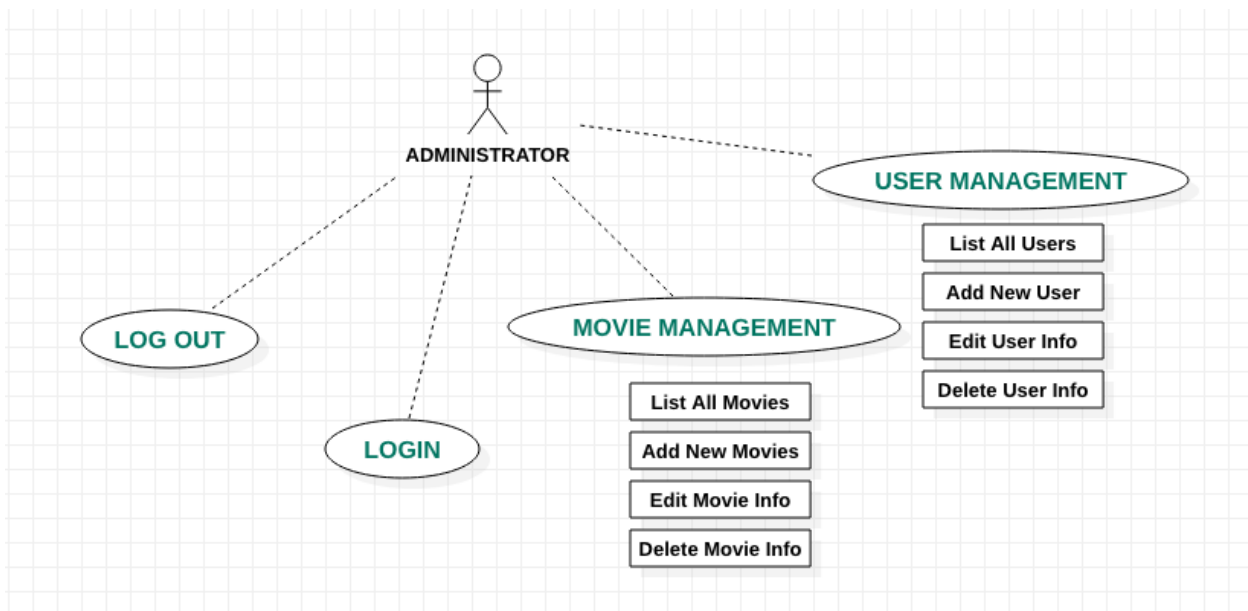 ADMINISTRATOR
USER MANAGEMENT
List All Users
Add New User
Edit User Info
Delete User Info
LOG OUT
MOVIE MANAGEMENT
List All Movies
Add New Movies
Edit Movie Info
Delete Movie Info
LOGIN